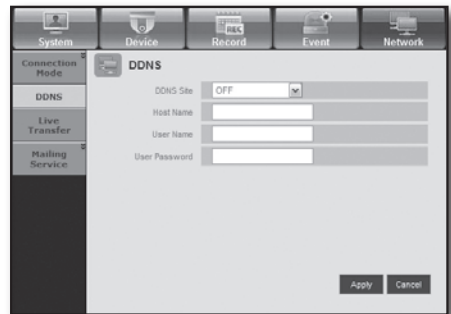 System Device Record Event Network
REC
Connection
Mode
DDNS
Live
Transfer
Mailing
Service
DDNS
DDNS Site OFF
Host Name
User Name
User Password
Apply Cancel